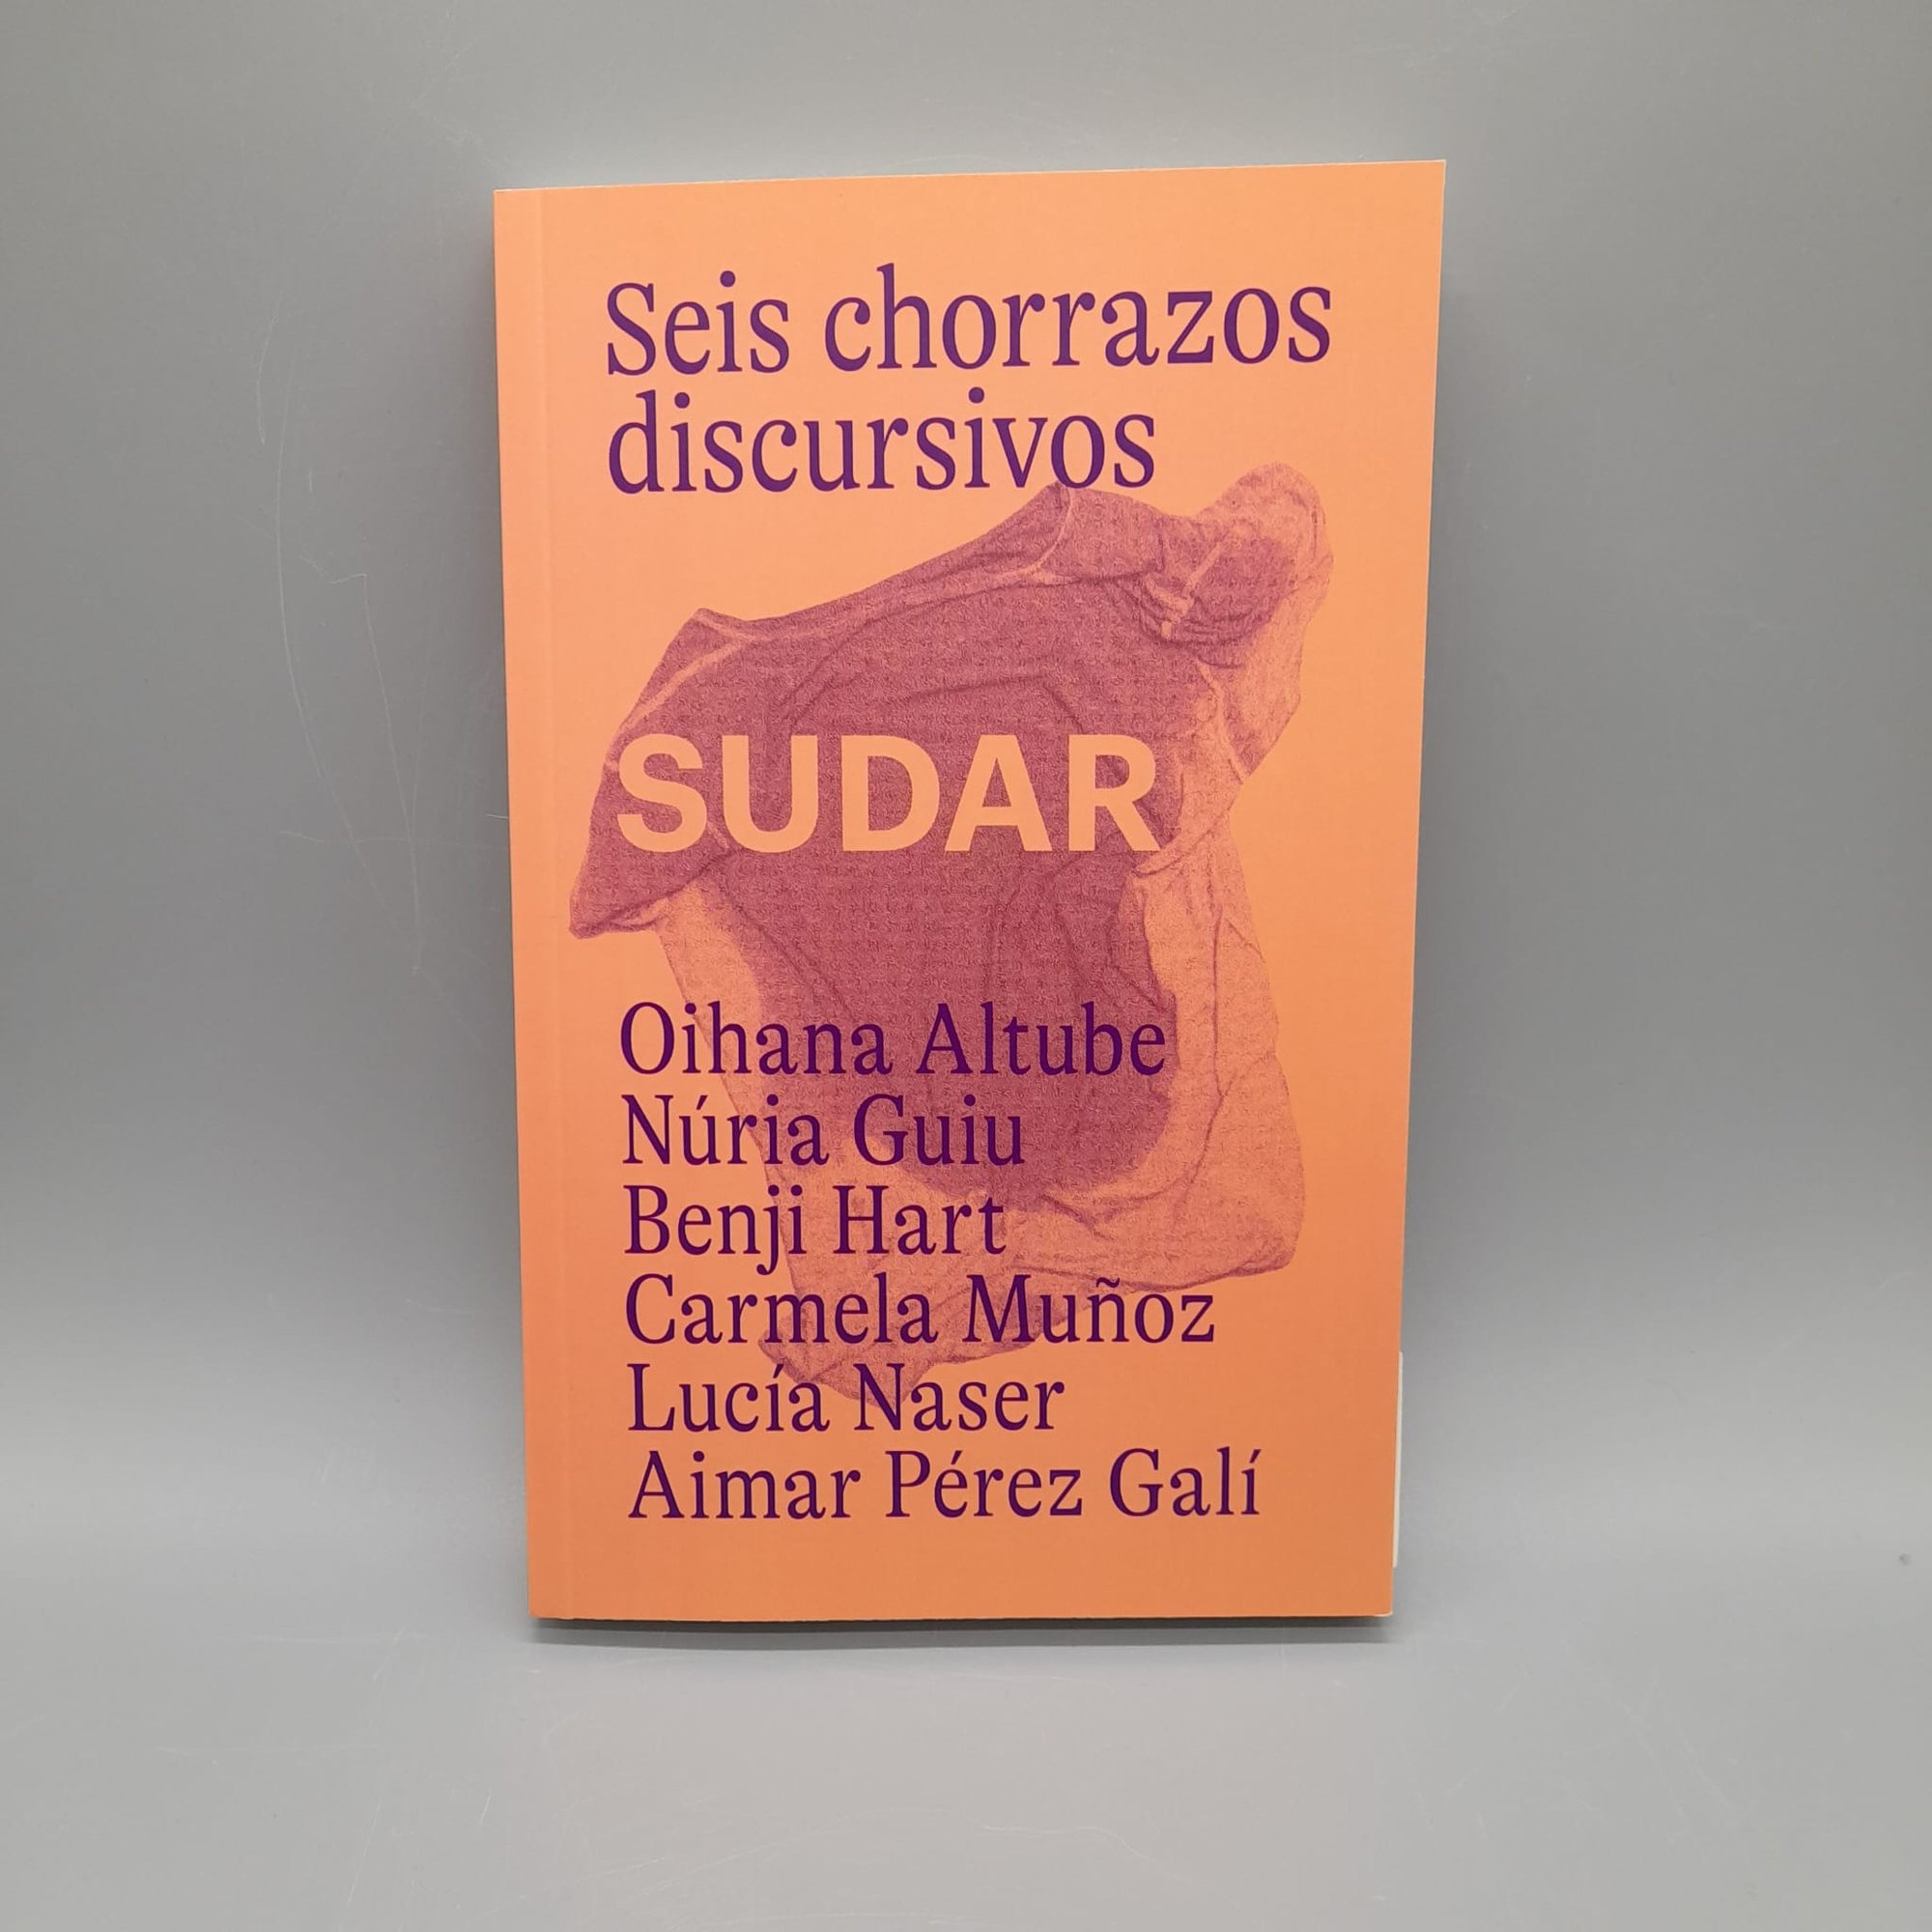 Seis chorrazos
discursivos
SUDAR
Oihana Altube
Núria Guiu
Benji Hart
Carmela Muñoz
Lucía Naser
Aimar Pérez Galí